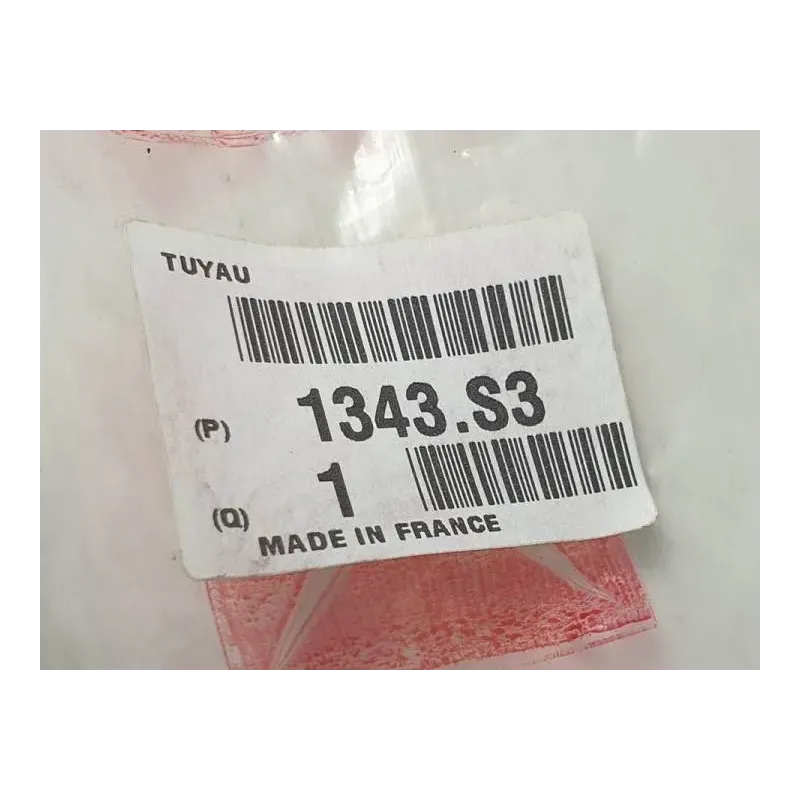 TUYAU
(P) 1343.S3
(Q) 1
MADE IN FRANCE